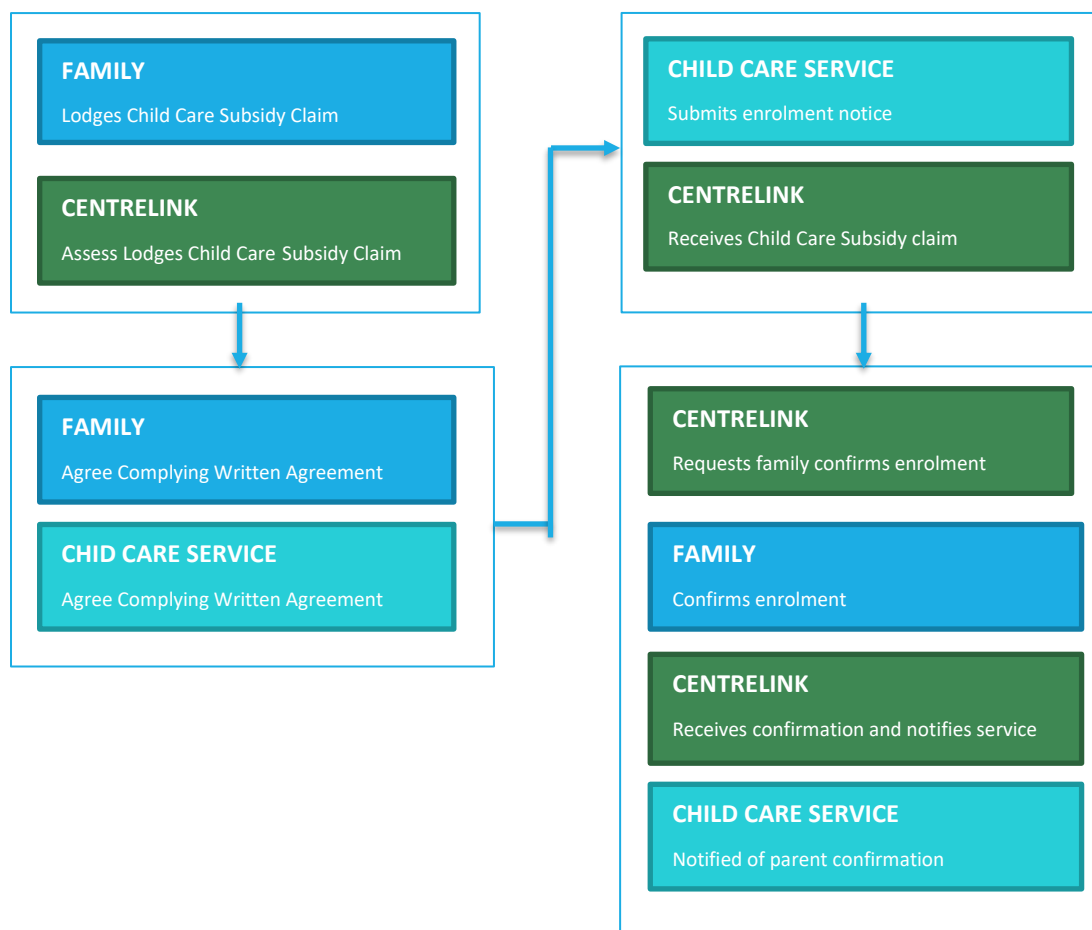 FAMILY
Lodges Child Care Subsidy Claim
CENTRELINK
Assess Lodges Child Care Subsidy Claim
FAMILY
Agree Complying Written Agreement
CHID CARE SERVICE
Agree Complying Written Agreement
CHILD CARE SERVICE
Submits enrolment notice
CENTRELINK
Receives Child Care Subsidy claim
CENTRELINK
Requests family confirms enrolment
FAMILY
Confirms enrolment
CENTRELINK
Receives confirmation and notifies service
CHILD CARE SERVICE
Notified of parent confirmation